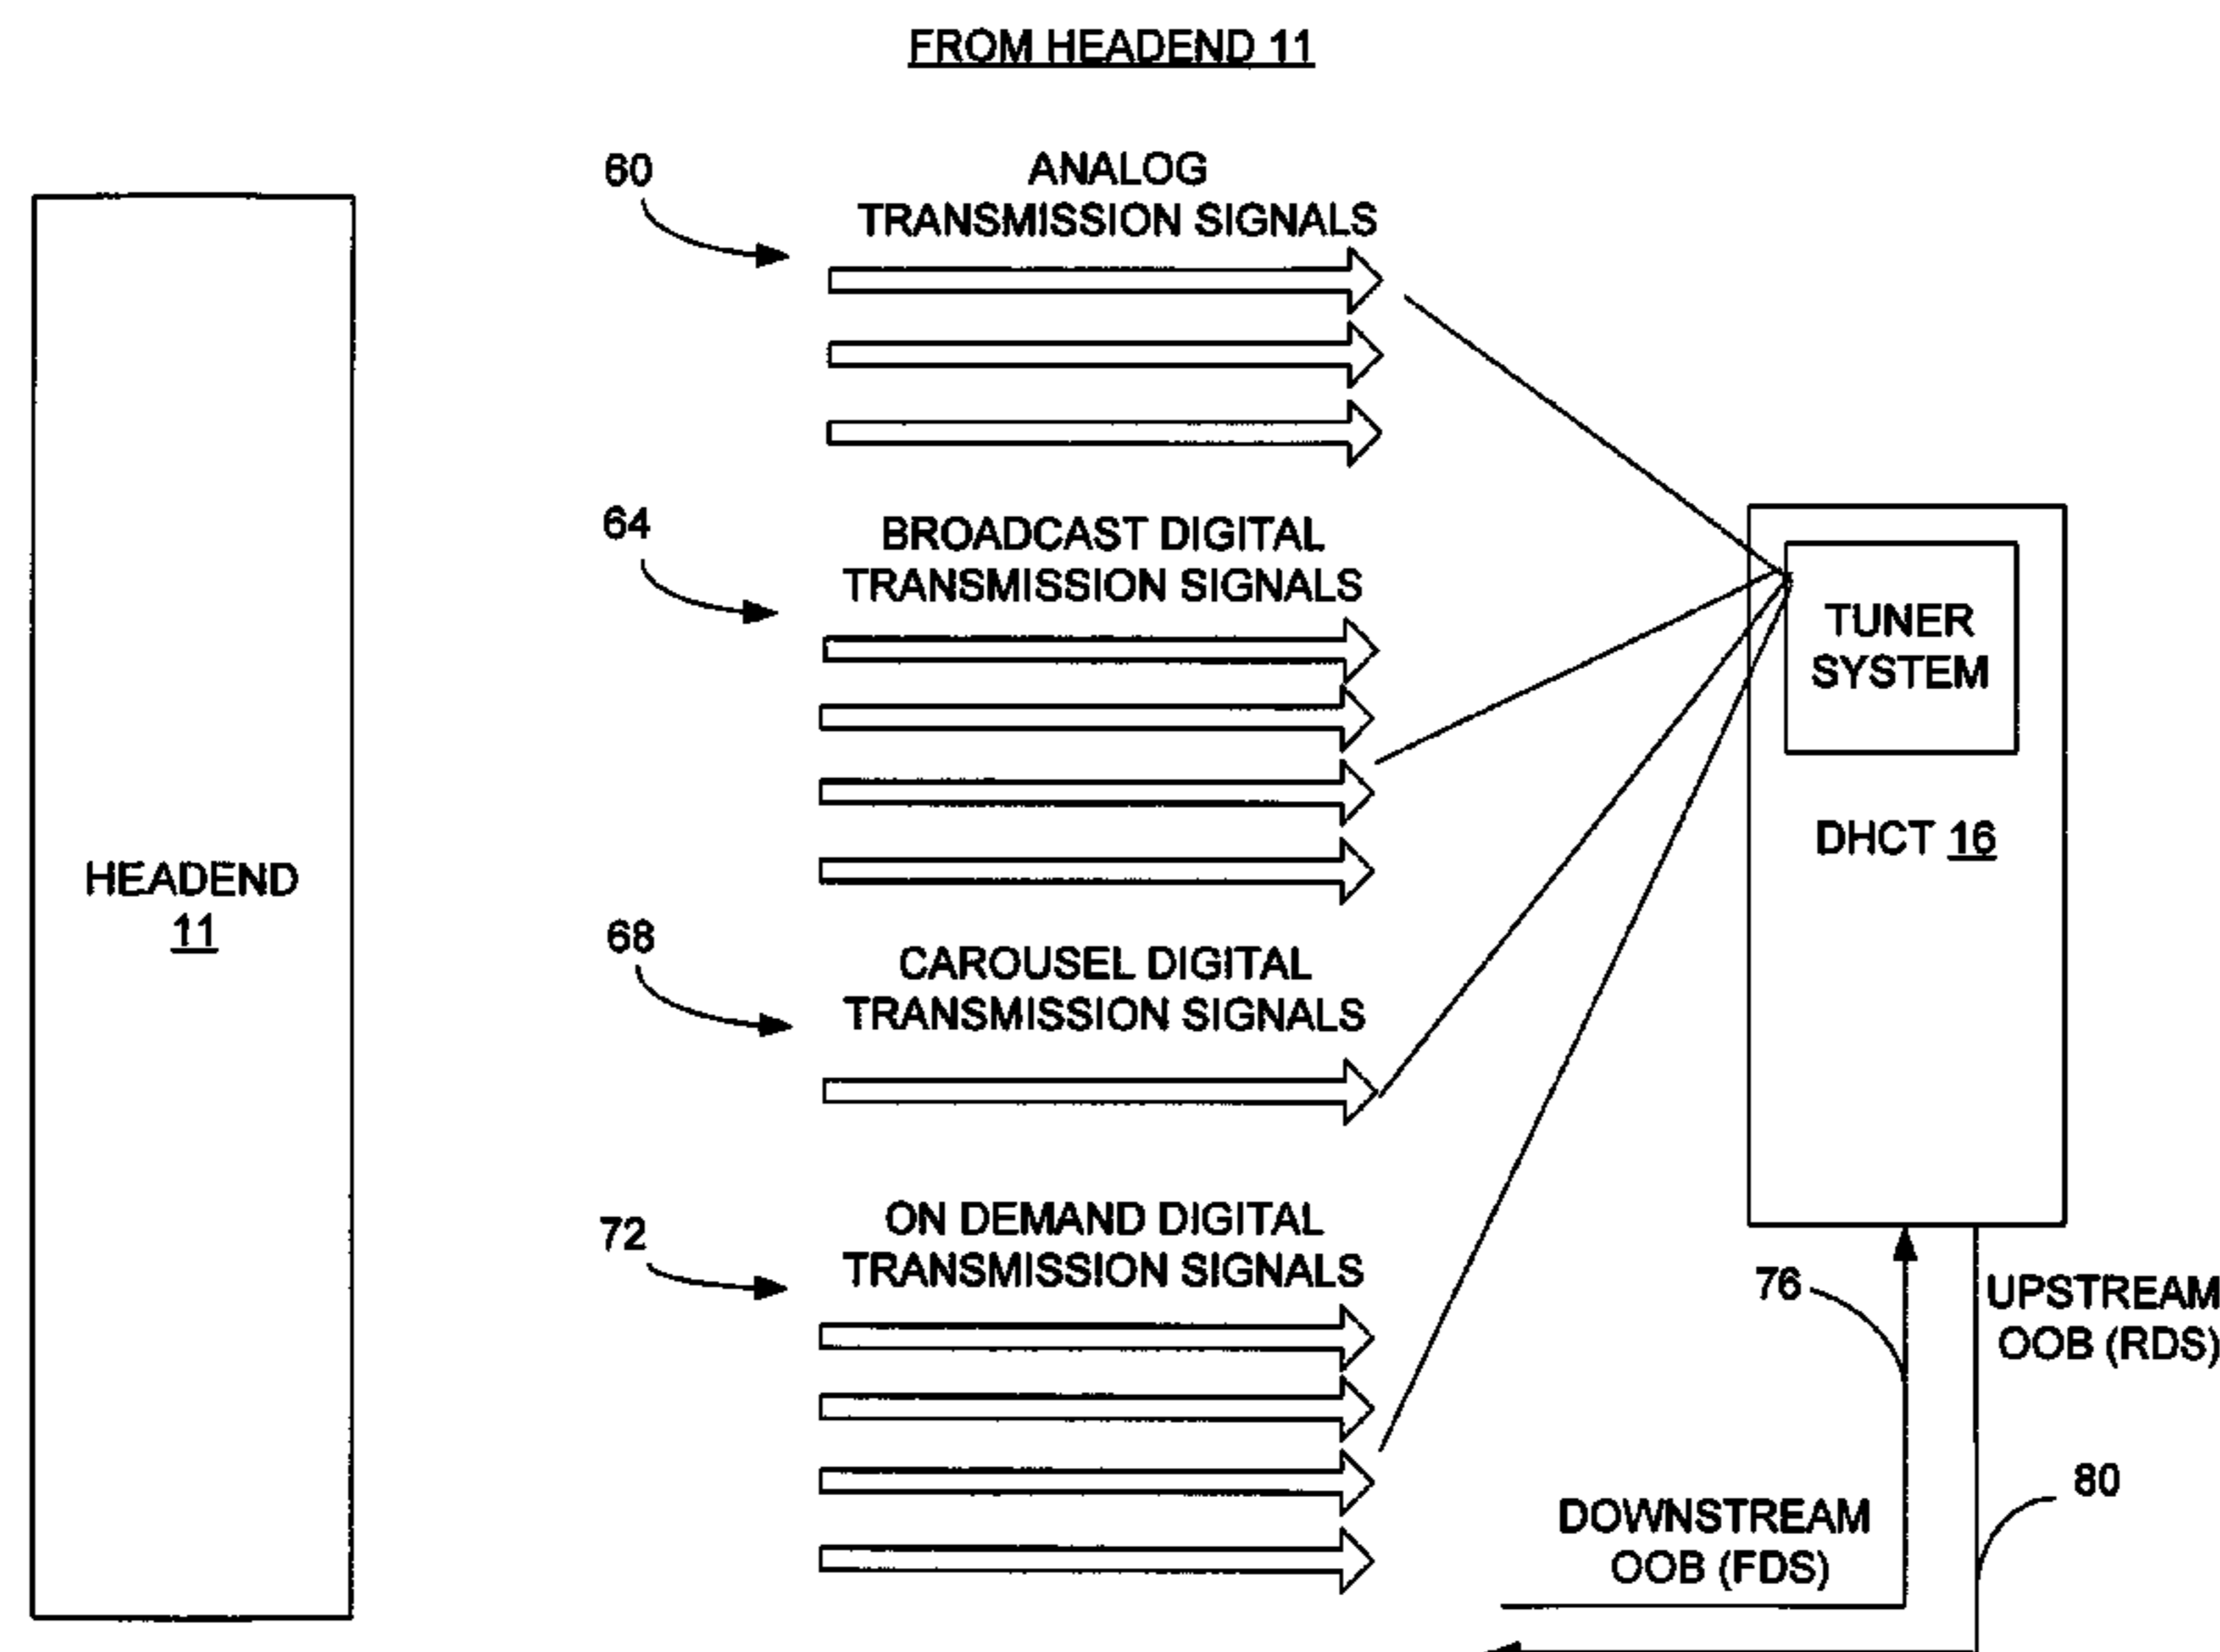 FROM HEADEND 11
60
ANALOG
TRANSMISSION SIGNALS
64
BROADCAST DIGITAL
TRANSMISSION SIGNALS
TUNER
SYSTEM
DHCT 16
HEADEND
11
68
CAROUSEL DIGITAL
TRANSMISSION SIGNALS
72
ON DEMAND DIGITAL
TRANSMISSION SIGNALS
76
UPSTREAM
OOB (RDS)
80
DOWNSTREAM
OOB (FDS)